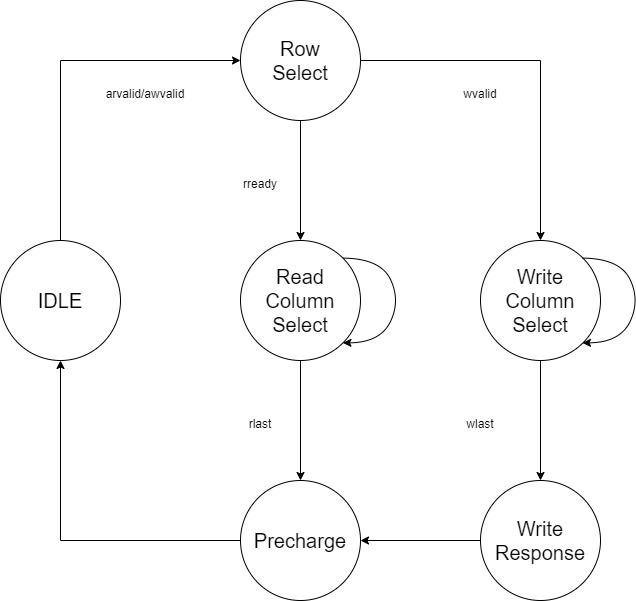 Row
Select
arvalid/awvalid
wvalid
rready
IDLE
Read
Column
Select
Write
Column
Select
rlast
wlast
Precharge
Write
Response